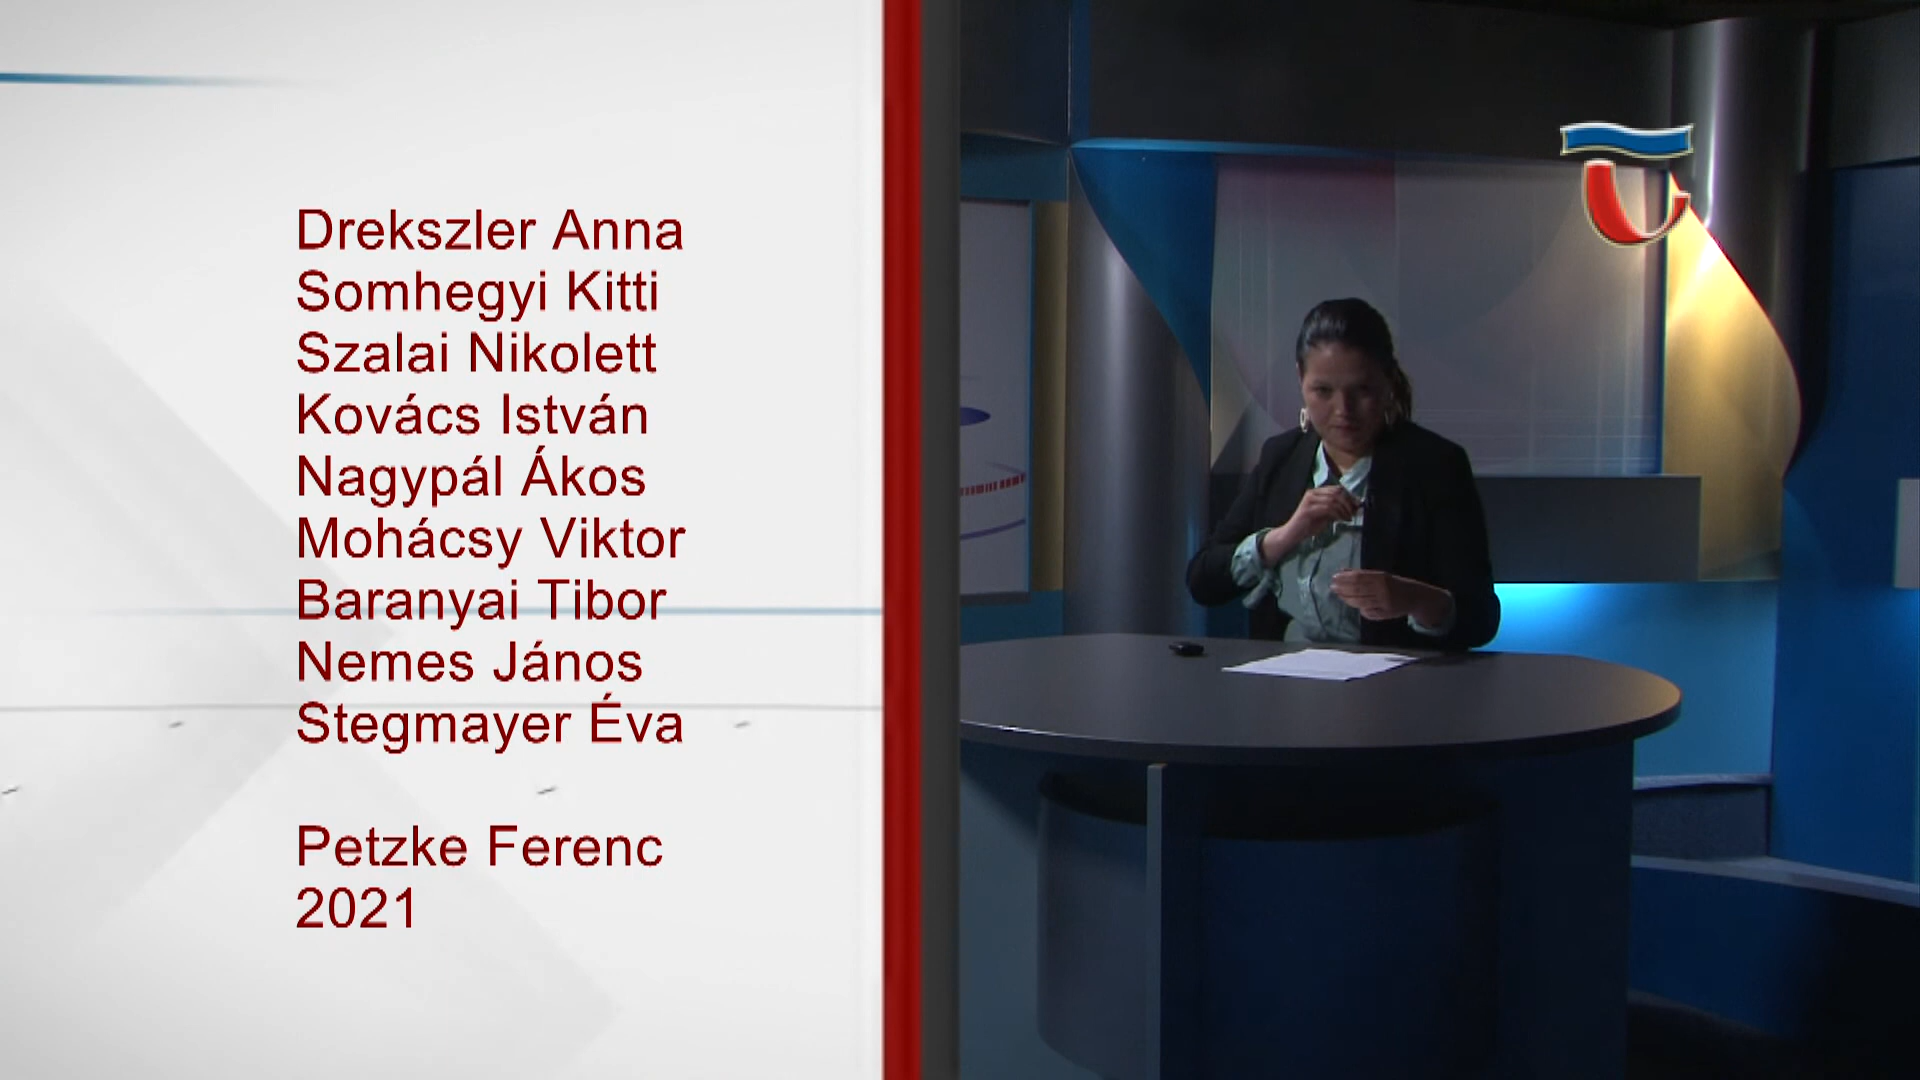 Drekszler Anna
Somhegyi Kitti
Szalai Nikolett
Kovács István
Nagypál Ákos
Mohácsy Viktor
Baranyai Tibor
Nemes János
Stegmayer Éva
Petzke Ferenc
2021